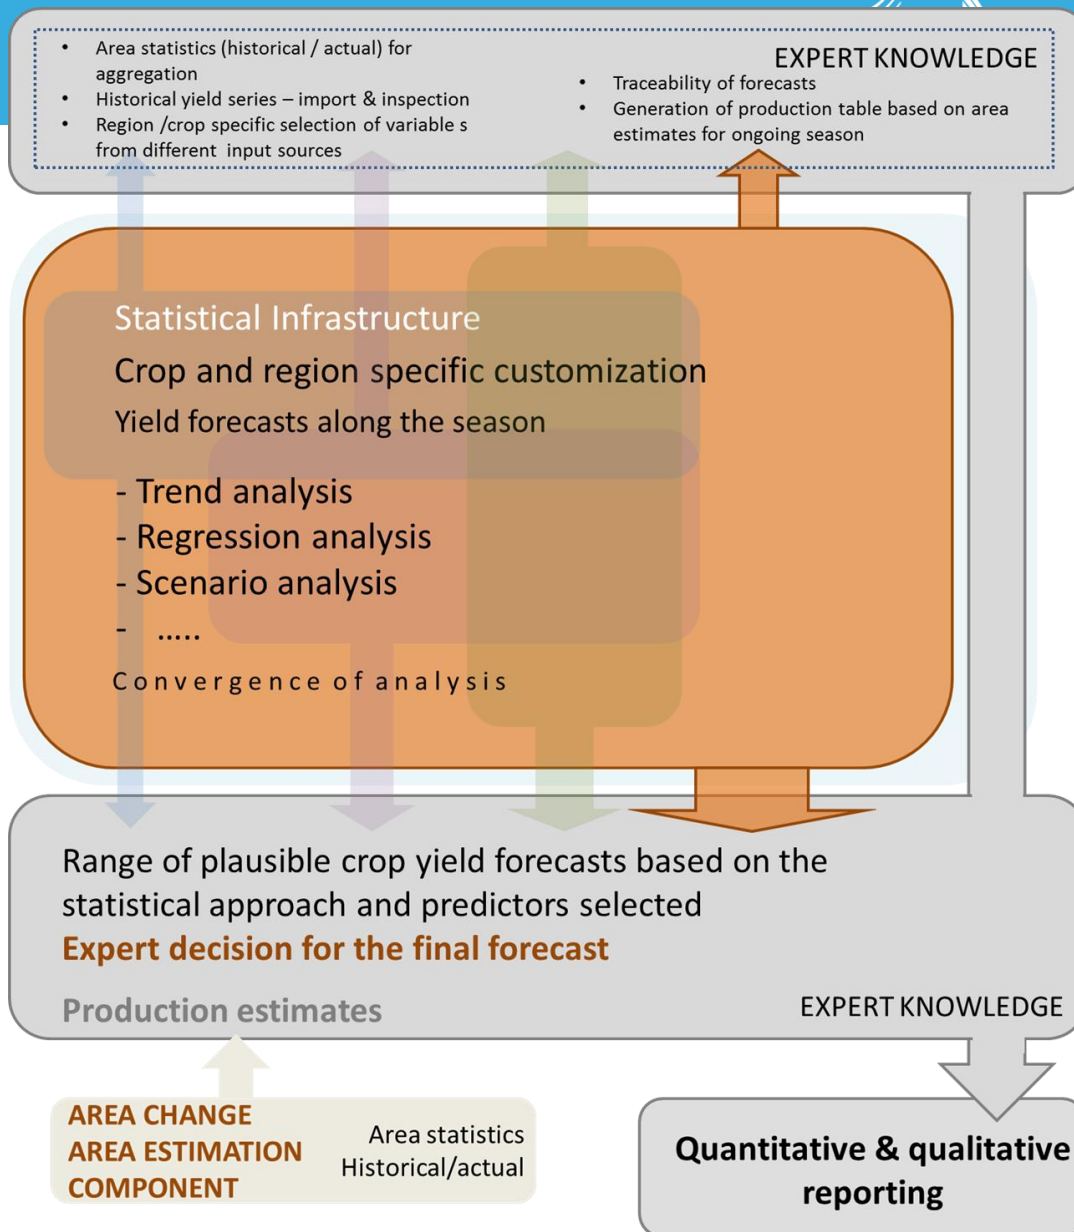 • Area statistics (historical / actual) for
aggregation
• Historical yield series – import & inspection
• Region /crop specific selection of variable s
from different input sources
EXPERT KNOWLEDGE
• Traceability of forecasts
• Generation of production table based on area
estimates for ongoing season
Statistical Infrastructure
Crop and region specific customization
Yield forecasts along the season
- Trend analysis
- Regression analysis
- Scenario analysis
- .....
Convergence of analysis
Range of plausible crop yield forecasts based on the
statistical approach and predictors selected
Expert decision for the final forecast
Production estimates
EXPERT KNOWLEDGE
AREA CHANGE
AREA ESTIMATION
COMPONENT
Area statistics
Historical/actual
Quantitative & qualitative
reporting